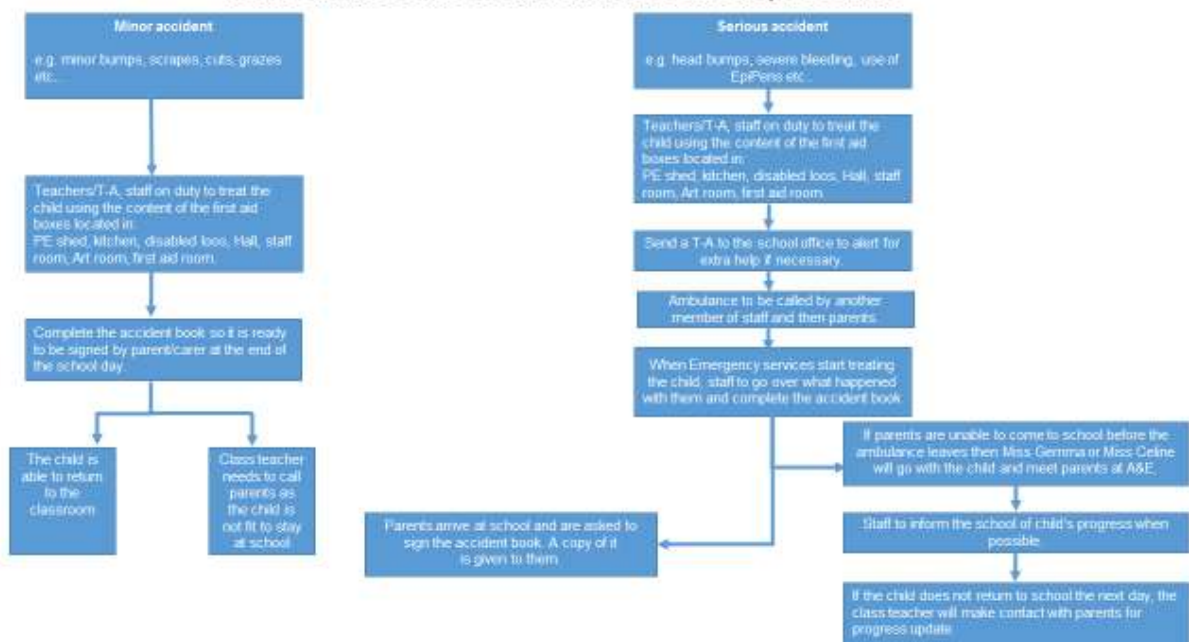 Minor accident
e.g. minor bumps, scrapes, cuts, grazes
etc...
Teachers/T-A, staff on duty to treat the
child using the content of the first aid
boxes located in:
PE shed, kitchen, disabled loos, Hall, staff
room, Art room, first aid room.
Complete the accident book so it is ready
to be signed by parent/carer at the end of
the school day.
The child is
able to return
to the
classroom
Class teacher
needs to call
parents as
the child is
not fit to stay
at school
Serious accident
e.g. head bumps, severe bleeding, use of
EpiPens etc...
Teachers/T-A, staff on duty to treat the
child using the content of the first aid
boxes located in:
PE shed, kitchen, disabled loos, Hall, staff
room, Art room, first aid room.
Send a T-A to the school office to alert for
extra help if necessary.
Ambulance to be called by another
member of staff and then parents.
When Emergency services start treating
the child, staff to go over what happened
with them and complete the accident book.
Parents arrive at school and are asked to
sign the accident book. A copy of it
is given to them.
If parents are unable to come to school before the
ambulance leaves then Miss Gemma or Miss Celine
will go with the child and meet parents at A&E.
Staff to inform the school of child's progress when
possible.
If the child does not return to school the next day, the
class teacher will make contact with parents for
progress update.